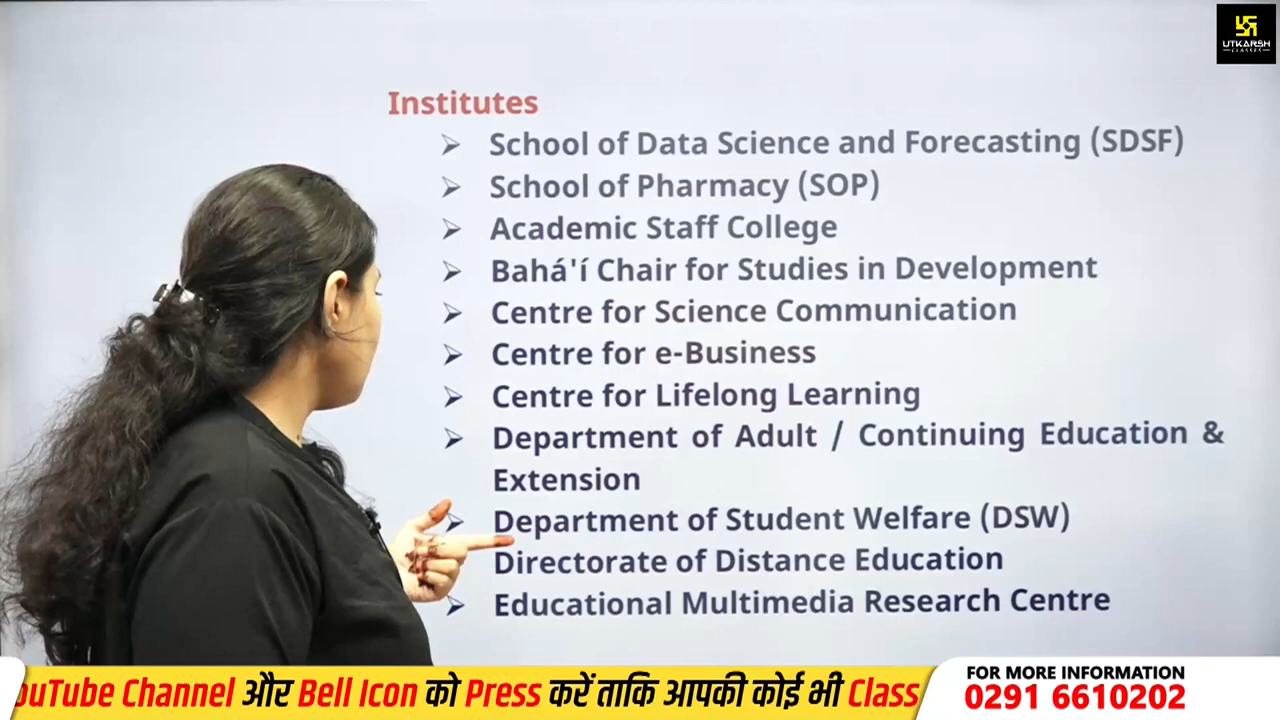 UTKARSH
CLASSES
Institutes
School of Data Science and Forecasting (SDSF)
School of Pharmacy (SOP)
Academic Staff College
Bahá'í Chair for Studies in Development
Centre for Science Communication
Centre for e-Business
Centre for Lifelong Learning
Department of Adult / Continuing Education &
Extension
Department of Student Welfare (DSW)
Directorate of Distance Education
Educational Multimedia Research Centre
ouTube Channel और Bell Icon को Press करें ताकि आपकी कोई भी Class
FOR MORE INFORMATION
0291 6610202